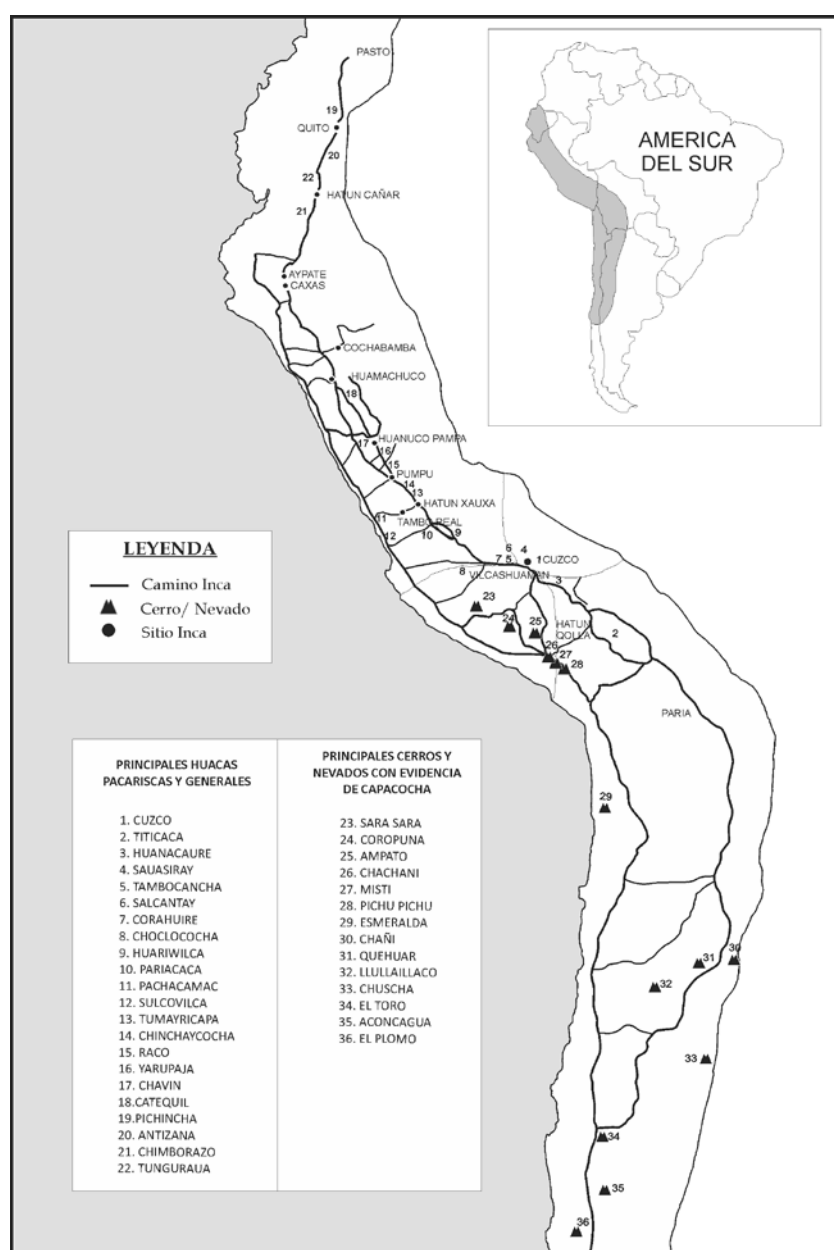 PASTO
19
QUITO
20
22
HATUN CAÑAR
21
AYPATE
CAXAS
COCHABAMBA
HUAMACHUCO
18
HUANUCO PAMPA
17
16
15
PUMPU
14
13
HATUN XAUXA
11
TAMBO REAL
12
10
9
6
4
7
5
1 CUZCO
VILCASHUAMAN
8
3
23
24
25
HATUN
QOLLA
2
26
27
28
PARIA
29
30
31
32
33
34
35
36
AMERICA
DEL SUR
LEYENDA
Camino Inca
Cerro/ Nevado
Sitio Inca
PRINCIPALES HUACAS
PACARISCAS Y GENERALES
1. CUZCO
2. TITICACA
3. HUANACAURE
4. SAUASIRAY
5. TAMBOCANCHA
6. SALCANTAY
7. CORAHUIRE
8. CHOCLOCOCHA
9. HUARIWILCA
10. PARIACACA
11. PACHACAMAC
12. SULCOVILCA
13. TUMAYRICAPA
14. CHINCHAYCOCHA
15. RACO
16. YARUPAJA
17. CHAVIN
18.CATEQUIL
19.PICHINCHA
20. ANTIZANA
21. CHIMBORAZO
22. TUNGURAUA
PRINCIPALES CERROS Y
NEVADOS CON EVIDENCIA
DE CAPACOCHA
23. SARA SARA
24. COROPUNA
25. AMPATO
26. CHACHANI
27. MISTI
28. PICHU PICHU
29. ESMERALDA
30. CHAÑI
31. QUEHUAR
32. LLULLAILLACO
33. CHUSCHA
34. EL TORO
35. ACONCAGUA
36. EL PLOMO